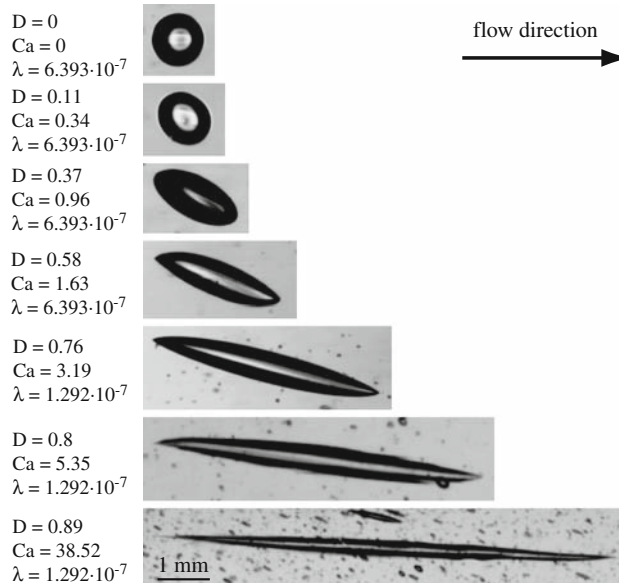 D = 0
Ca = 0
λ = 6.393·10⁻⁷
flow direction
D = 0.11
Ca = 0.34
λ = 6.393·10⁻⁷
D = 0.37
Ca = 0.96
λ = 6.393·10⁻⁷
D = 0.58
Ca = 1.63
λ = 6.393·10⁻⁷
D = 0.76
Ca = 3.19
λ = 1.292·10⁻⁷
D = 0.8
Ca = 5.35
λ = 1.292·10⁻⁷
D = 0.89
Ca = 38.52
λ = 1.292·10⁻⁷
1 mm